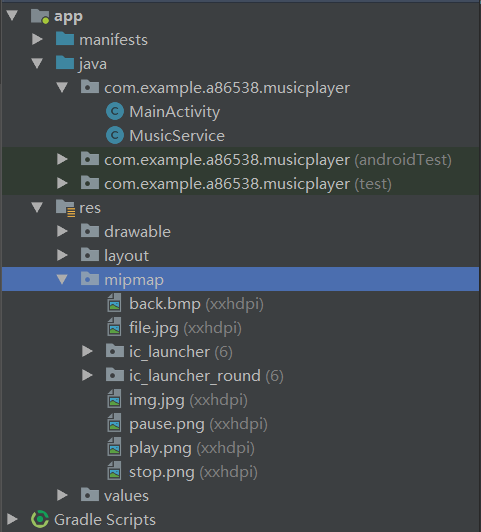 app
manifests
java
com.example.a86538.musicplayer
MainActivity
MusicService
com.example.a86538.musicplayer (androidTest)
com.example.a86538.musicplayer (test)
res
drawable
layout
mipmap
back.bmp (xxhdpi)
file.jpg (xxhdpi)
ic_launcher (6)
ic_launcher_round (6)
img.jpg (xxhdpi)
pause.png (xxhdpi)
play.png (xxhdpi)
stop.png (xxhdpi)
values
Gradle Scripts